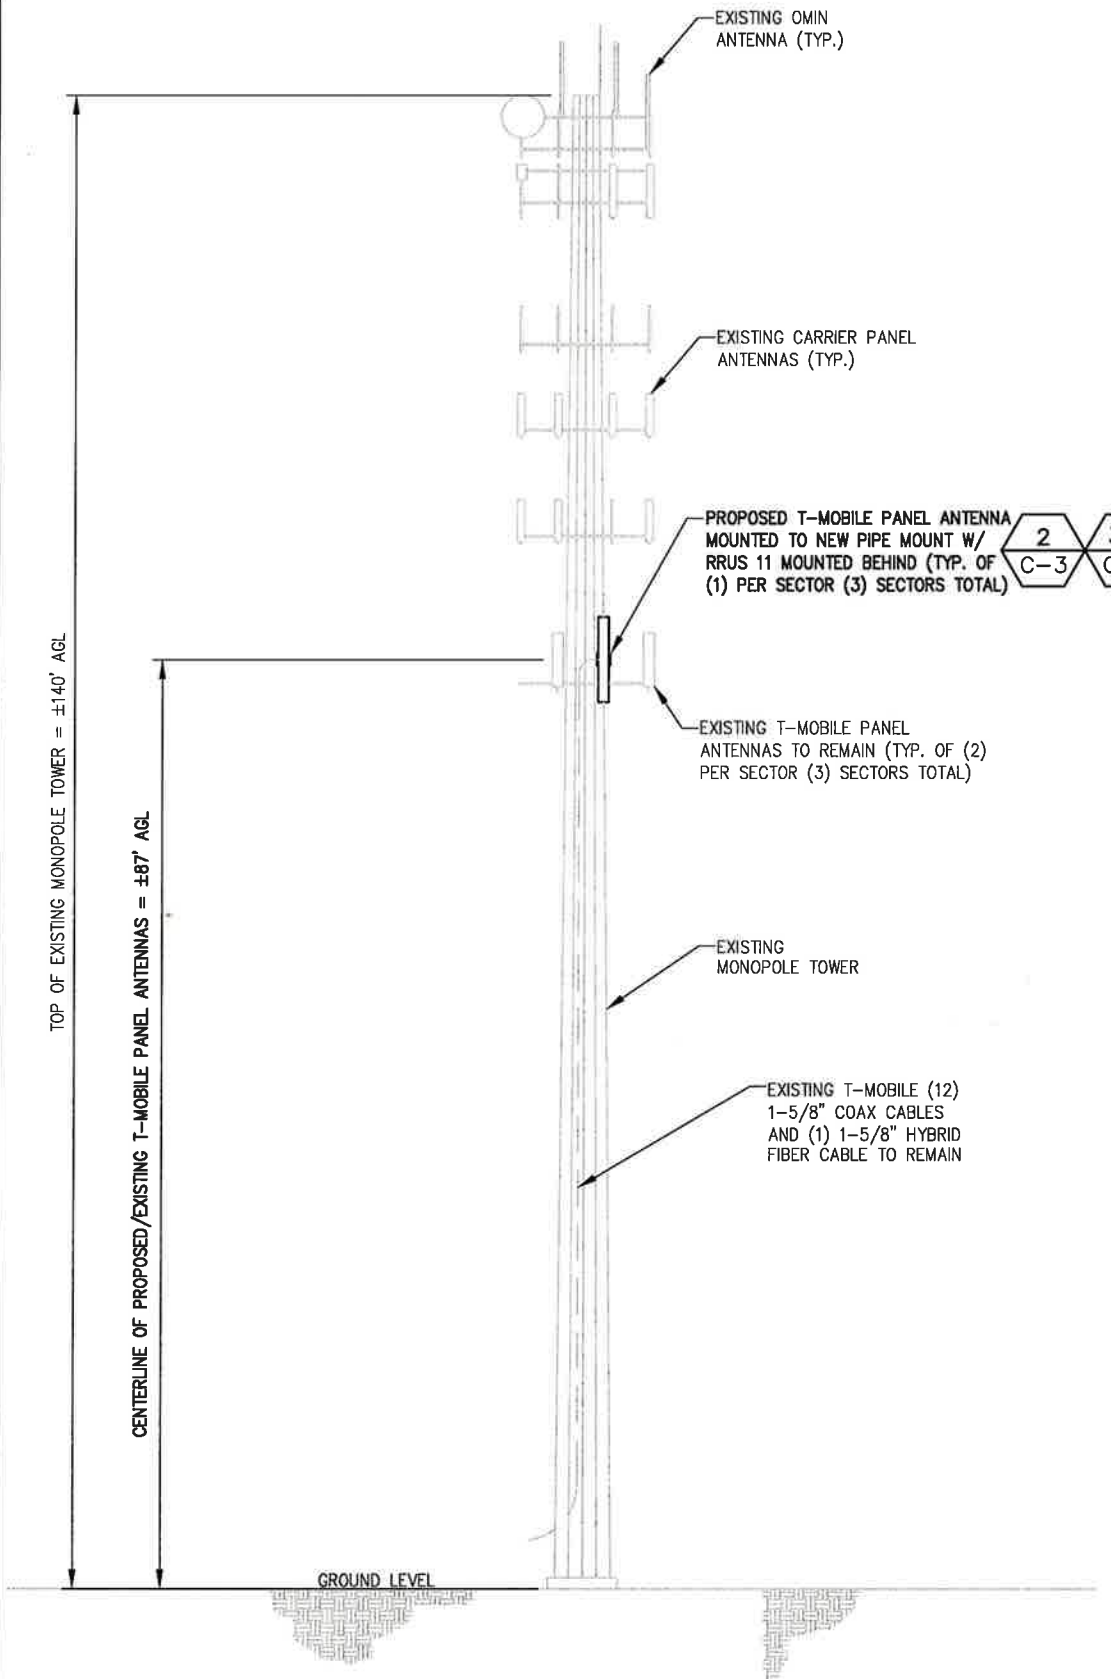 EXISTING OMIN
ANTENNA (TYP.)
EXISTING CARRIER PANEL
ANTENNAS (TYP.)
PROPOSED T-MOBILE PANEL ANTENNA
MOUNTED TO NEW PIPE MOUNT W/
RRUS 11 MOUNTED BEHIND (TYP. OF
(1) PER SECTOR (3) SECTORS TOTAL)
2
C-3
EXISTING T-MOBILE PANEL
ANTENNAS TO REMAIN (TYP. OF (2)
PER SECTOR (3) SECTORS TOTAL)
TOP OF EXISTING MONOPOLE TOWER = ±140' AGL
CENTERLINE OF PROPOSED/EXISTING T-MOBILE PANEL ANTENNAS = ±87' AGL
EXISTING
MONOPOLE TOWER
EXISTING T-MOBILE (12)
1-5/8" COAX CABLES
AND (1) 1-5/8" HYBRID
FIBER CABLE TO REMAIN
GROUND LEVEL